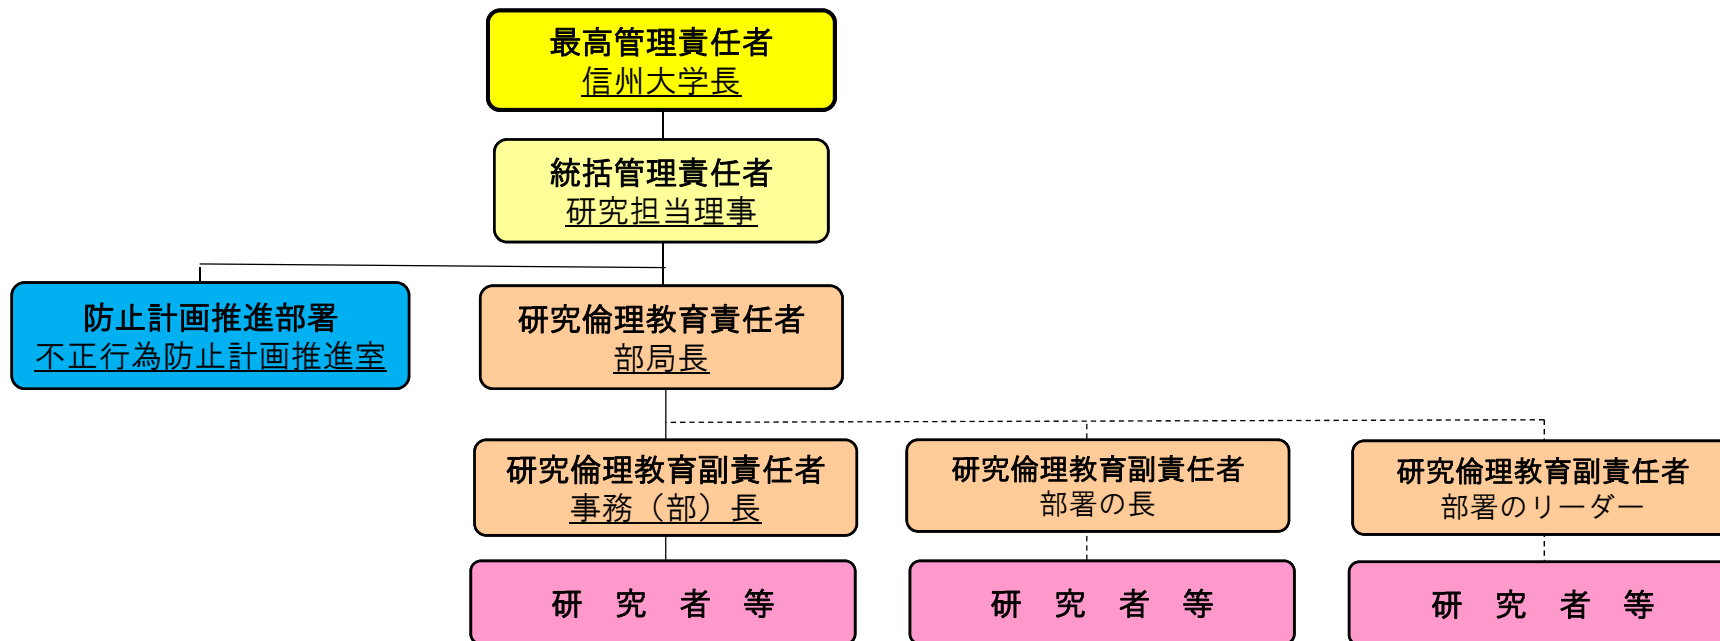 最高管理責任者
信州大学長
統括管理責任者
研究担当理事
防止計画推進部署
不正行為防止計画推進室
研究倫理教育責任者
部局長
研究倫理教育副責任者
事務（部）長
研究倫理教育副責任者
部署の長
研究倫理教育副責任者
部署のリーダー
研　究　者　等
研　究　者　等
研　究　者　等